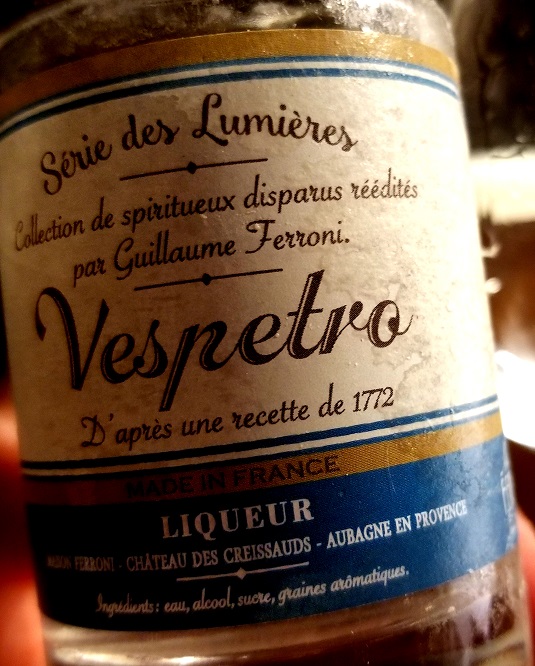 Série des Lumières
Collection de spiritueux disparus réédités
par Guillaume Ferroni.
Vespetro
D'après une recette de 1772
MADE IN FRANCE
LIQUEUR
MAISON FERRONI - CHÂTEAU DES CREISSAUDS - AUBAGNE EN PROVENCE
Ingrédients: eau, alcool, sucre, graines arômatiques.